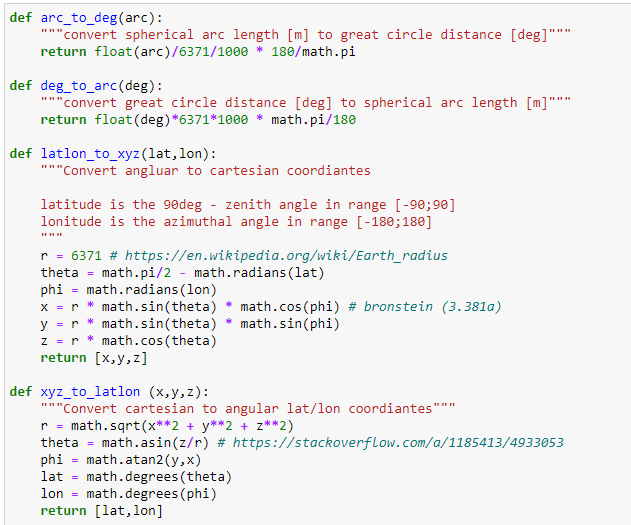 def arc_to_deg(arc):
    """convert spherical arc length [m] to great circle distance [deg]"""
    return float(arc)/6371/1000 * 180/math.pi

def deg_to_arc(deg):
    """convert great circle distance [deg] to spherical arc length [m]"""
    return float(deg)*6371*1000 * math.pi/180

def latlon_to_xyz(lat,lon):
    """Convert angluar to cartesian coordiantes

    latitude is the 90deg - zenith angle in range [-90;90]
    lonitude is the azimuthal angle in range [-180;180]
    """
    r = 6371 # https://en.wikipedia.org/wiki/Earth_radius
    theta = math.pi/2 - math.radians(lat)
    phi = math.radians(lon)
    x = r * math.sin(theta) * math.cos(phi) # bronstein (3.381a)
    y = r * math.sin(theta) * math.sin(phi)
    z = r * math.cos(theta)
    return [x,y,z]

def xyz_to_latlon (x,y,z):
    """Convert cartesian to angular lat/lon coordiantes"""
    r = math.sqrt(x**2 + y**2 + z**2)
    theta = math.asin(z/r) # https://stackoverflow.com/a/1185413/4933053
    phi = math.atan2(y,x)
    lat = math.degrees(theta)
    lon = math.degrees(phi)
    return [lat,lon]